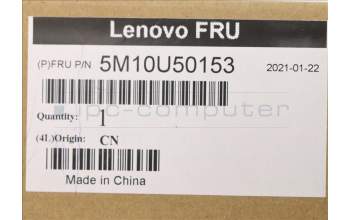 Lenovo FRU
(P)FRU P/N 5M10U50153 2021-01-22
ipc-computer
Quantity: 1
(4L)Origin: CN
Made in China